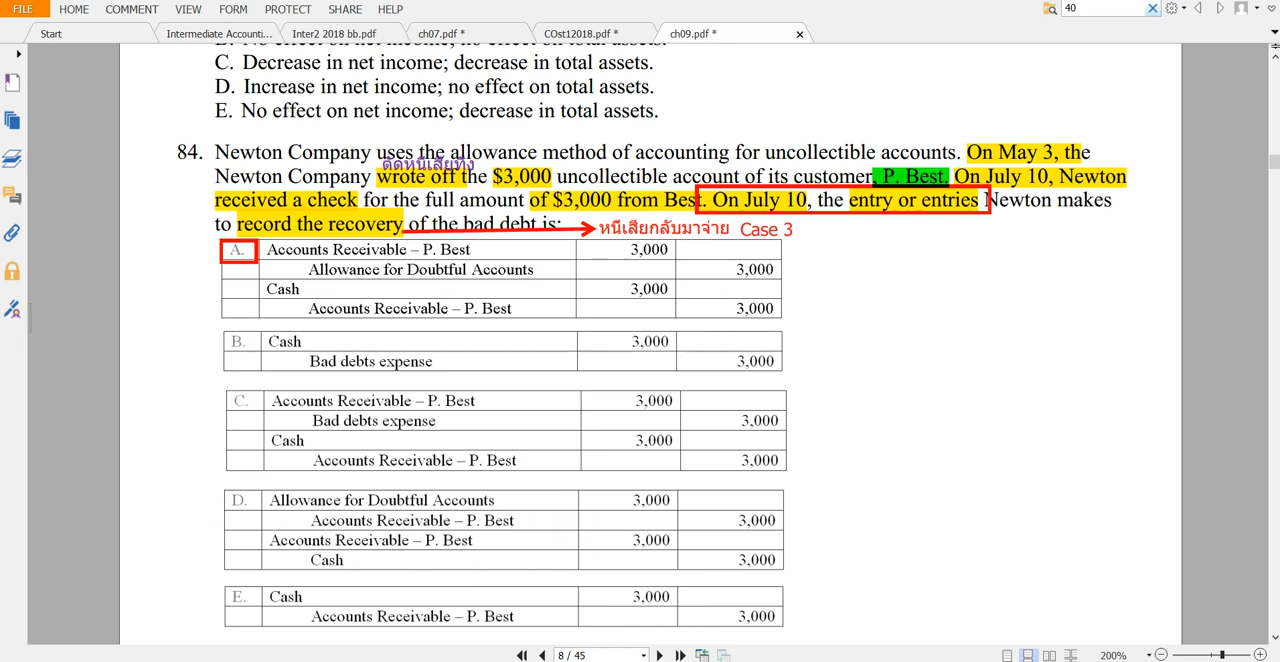 FILE HOME COMMENT VIEW FORM PROTECT SHARE HELP 40
Start Intermediate Accounti... Inter2 2018 bb.pdf ch07.pdf * COst12018.pdf * ch09.pdf *
D. No effect on net income; no effect on total assets.
C. Decrease in net income; decrease in total assets.
D. Increase in net income; no effect on total assets.
E. No effect on net income; decrease in total assets.
84. Newton Company uses the allowance method of accounting for uncollectible accounts. On May 3, the
ตัดหนี้เสียทิ้ง
Newton Company wrote off the $3,000 uncollectible account of its customer, P. Best. On July 10, Newton
received a check for the full amount of $3,000 from Best. On July 10, the entry or entries Newton makes
to record the recovery of the bad debt is:
หนี้เสียกลับมาจ่าย Case 3
A. Accounts Receivable – P. Best 3,000
Allowance for Doubtful Accounts 3,000
Cash 3,000
Accounts Receivable – P. Best 3,000
B. Cash 3,000
Bad debts expense 3,000
C. Accounts Receivable – P. Best 3,000
Bad debts expense 3,000
Cash 3,000
Accounts Receivable – P. Best 3,000
D. Allowance for Doubtful Accounts 3,000
Accounts Receivable – P. Best 3,000
Accounts Receivable – P. Best 3,000
Cash 3,000
E. Cash 3,000
Accounts Receivable – P. Best 3,000
8 / 45 200%